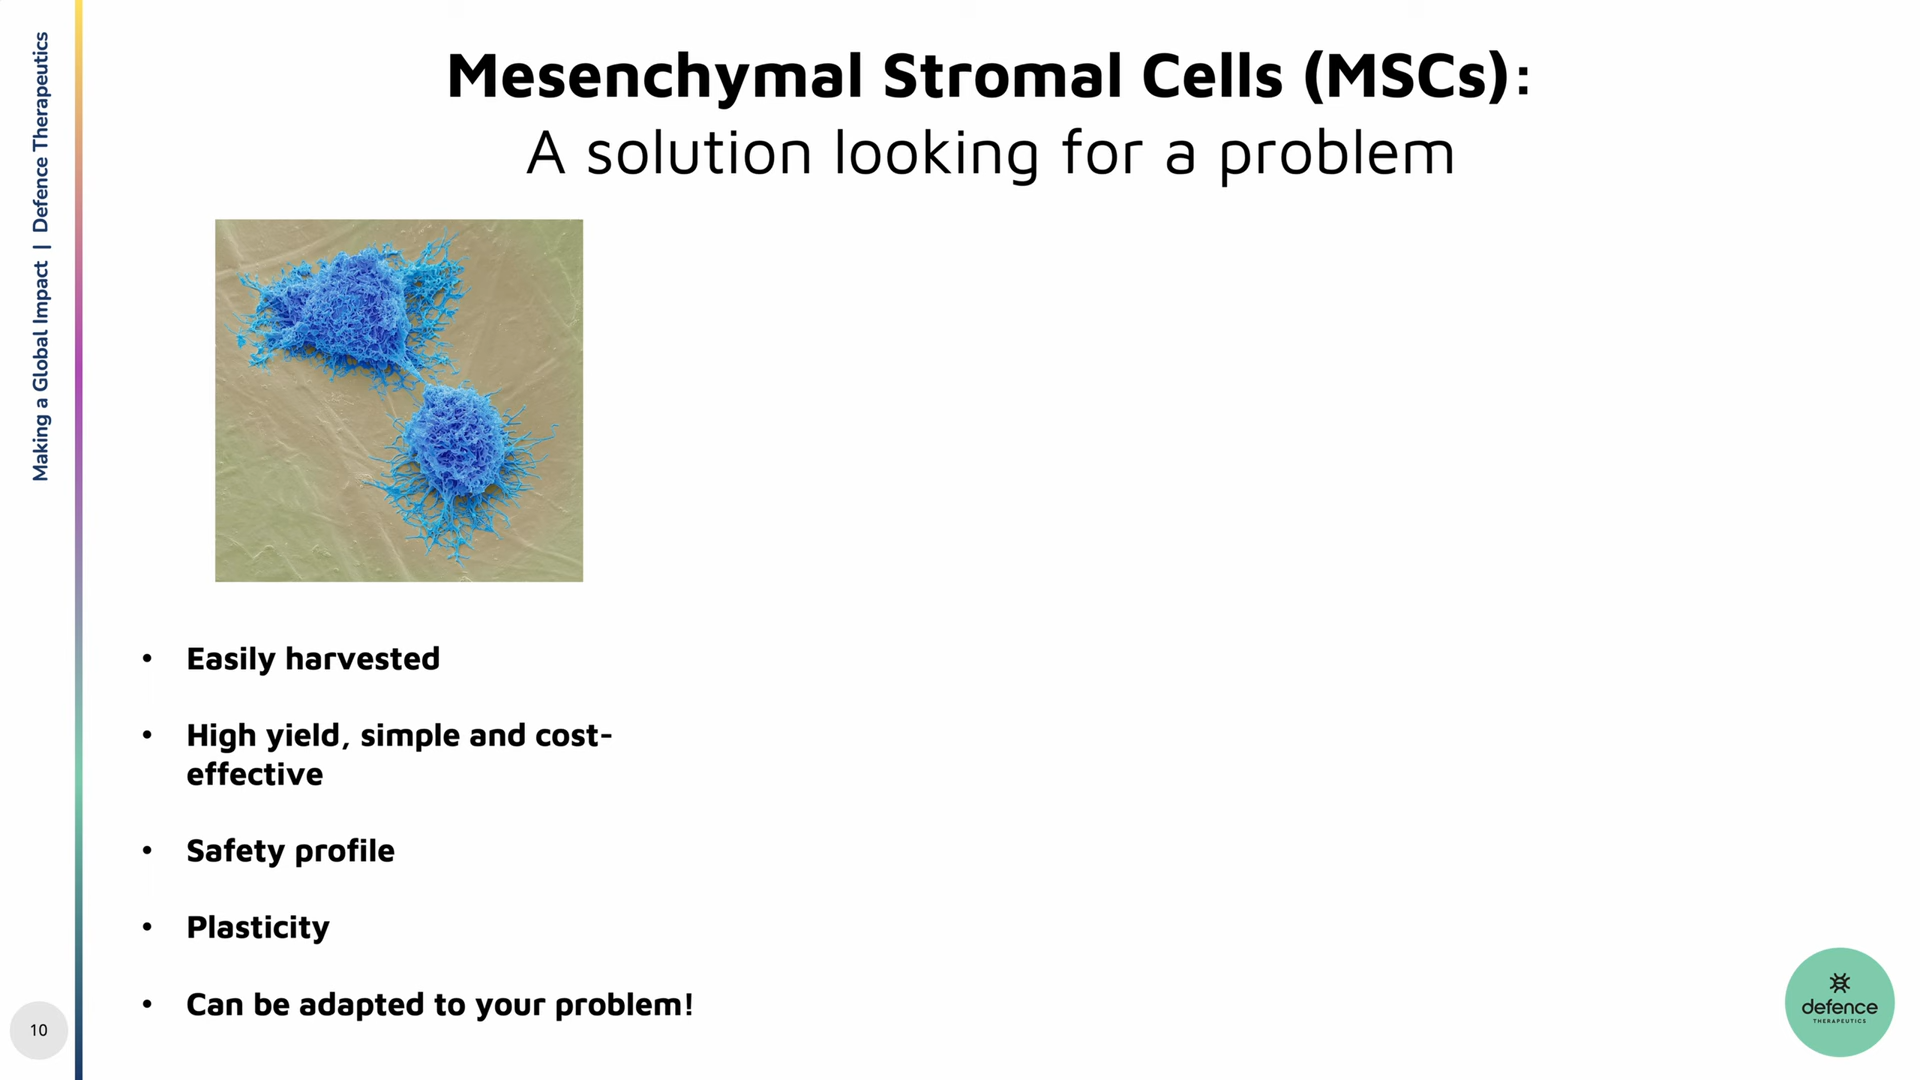 Making a Global Impact | Defence Therapeutics
Mesenchymal Stromal Cells (MSCs):
A solution looking for a problem
• Easily harvested
• High yield, simple and cost-
effective
• Safety profile
• Plasticity
• Can be adapted to your problem!
10
defence
THERAPEUTICS